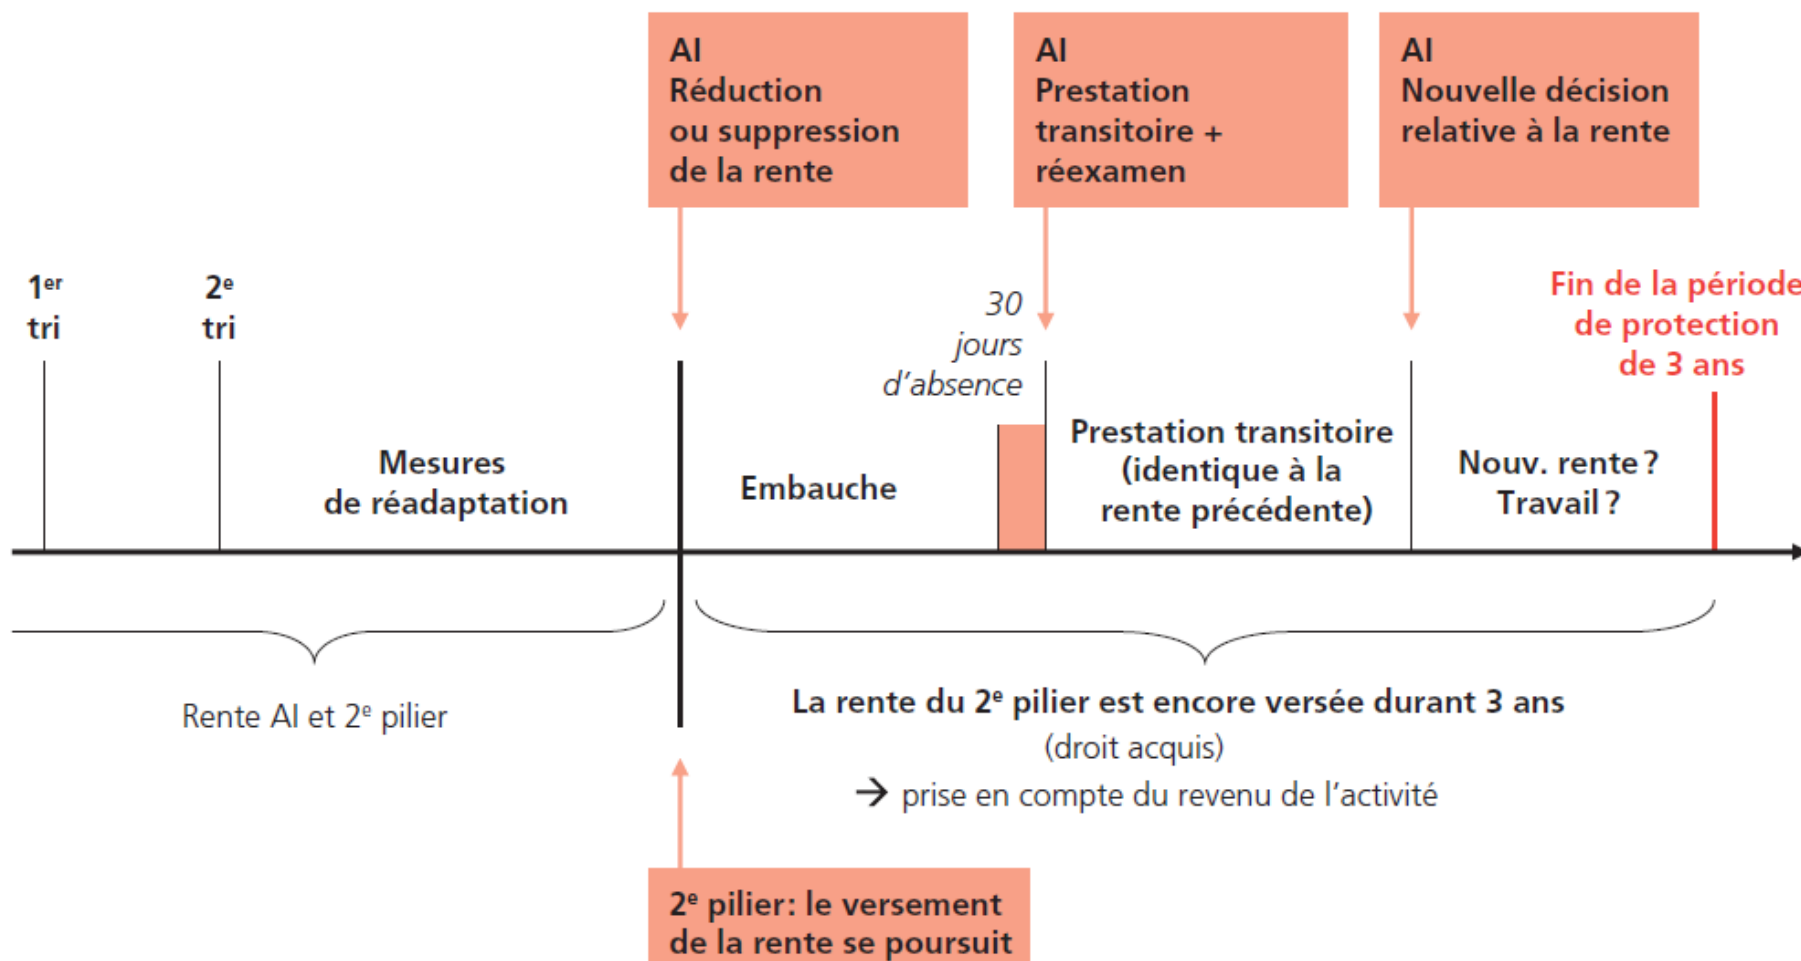 AI
Réduction
ou suppression
de la rente
AI
Prestation
transitoire +
réexamen
AI
Nouvelle décision
relative à la rente
1er
tri
2e
tri
30
jours
d’absence
Fin de la période
de protection
de 3 ans
Mesures
de réadaptation
Embauche
Prestation transitoire
(identique à la
rente précédente)
Nouv. rente ?
Travail ?
Rente AI et 2e pilier
La rente du 2e pilier est encore versée durant 3 ans
(droit acquis)
→ prise en compte du revenu de l’activité
2e pilier : le versement
de la rente se poursuit